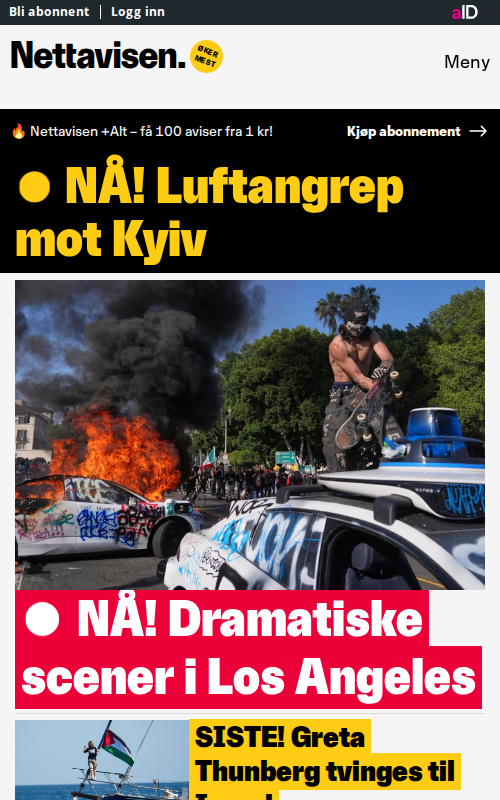 Bli abonnent | Logg inn
aID
Nettavisen.
ØKER
MEST
Meny
🔥 Nettavisen +Alt – få 100 aviser fra 1 kr!
Kjøp abonnement →
NÅ! Luftangrep
mot Kyiv
NÅ! Dramatiske
scener i Los Angeles
SISTE! Greta
Thunberg tvinges til